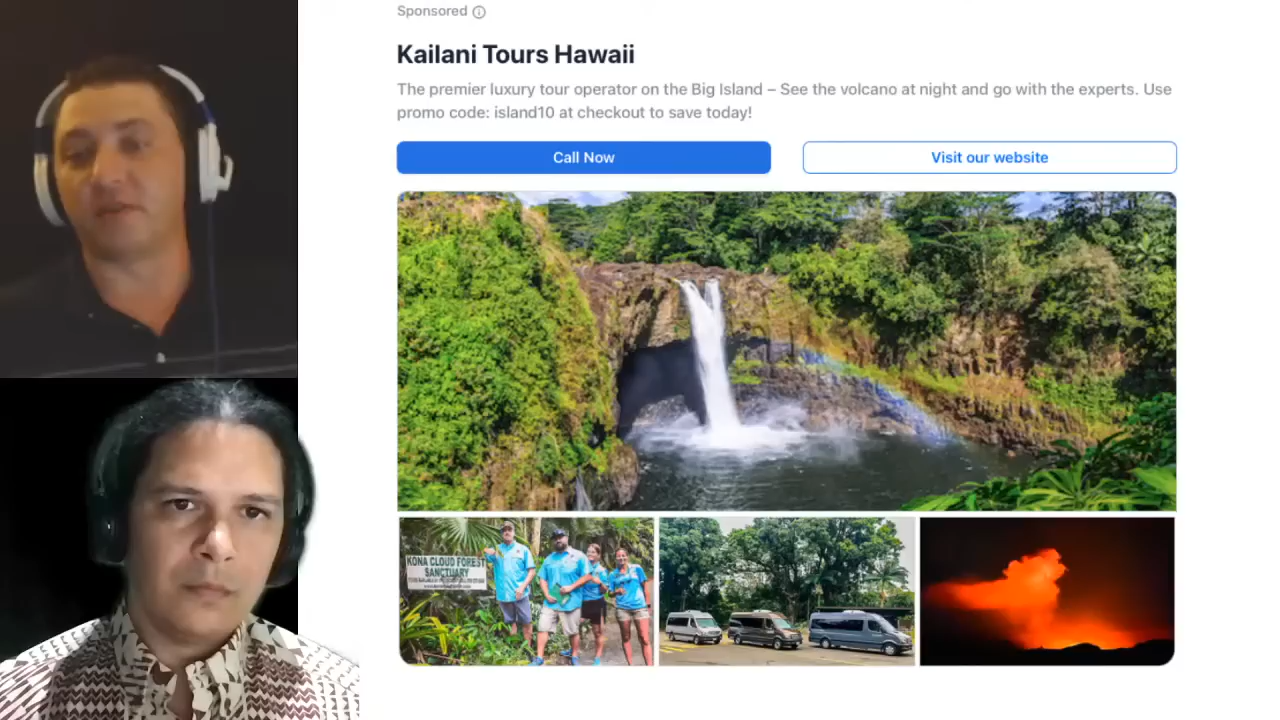 Sponsored
Kailani Tours Hawaii
The premier luxury tour operator on the Big Island – See the volcano at night and go with the experts. Use
promo code: island10 at checkout to save today!
Call Now
Visit our website
KONA CLOUD FOREST
SANCTUARY